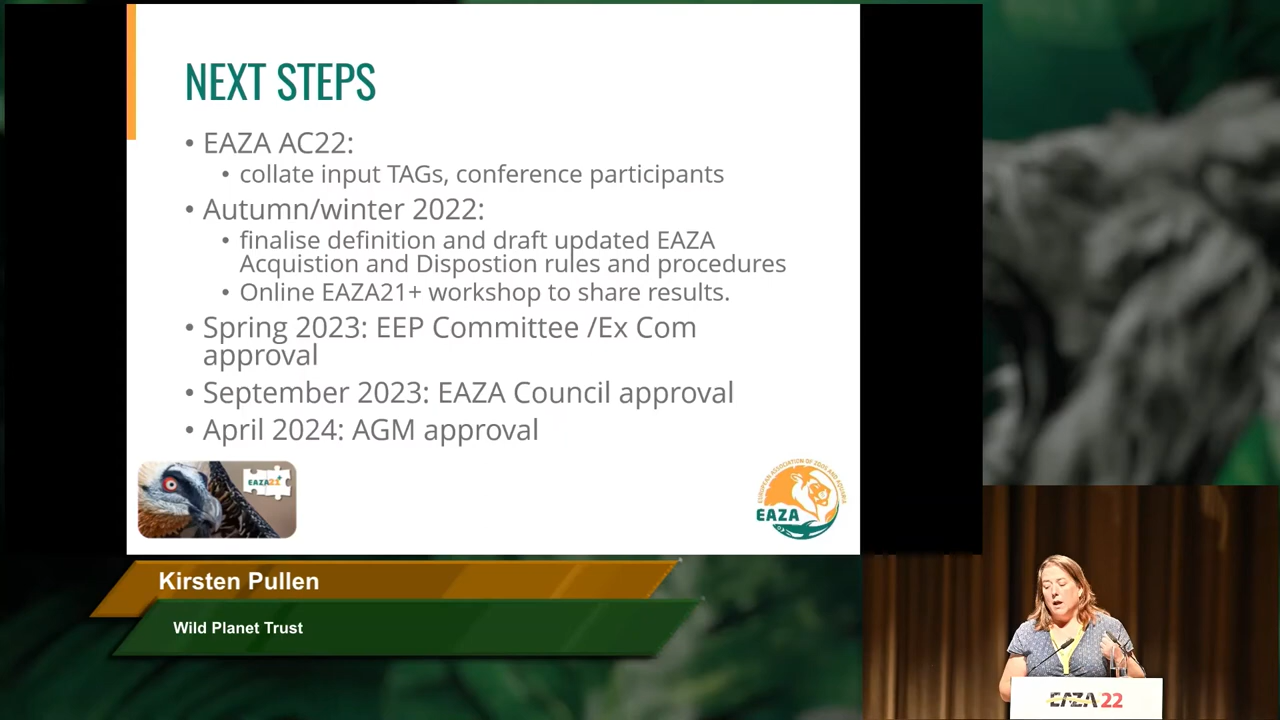 NEXT STEPS
• EAZA AC22:
• collate input TAGs, conference participants
• Autumn/winter 2022:
• finalise definition and draft updated EAZA
Acquistion and Dispostion rules and procedures
• Online EAZA21+ workshop to share results.
• Spring 2023: EEP Committee /Ex Com
approval
• September 2023: EAZA Council approval
• April 2024: AGM approval
EAZA21+
EUROPEAN ASSOCIATION OF ZOOS AND AQUARIA
EAZA
Kirsten Pullen
Wild Planet Trust
EAZA 22